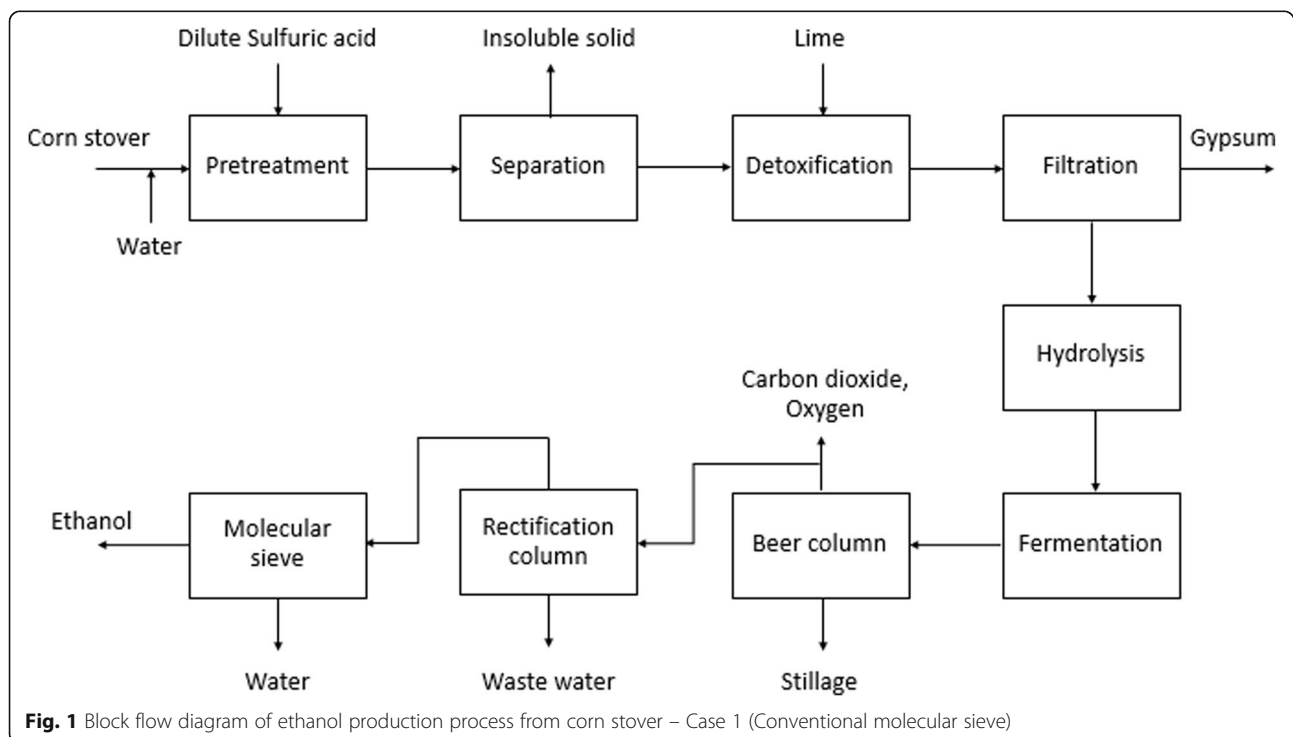 Dilute Sulfuric acid
Insoluble solid
Lime
Corn stover
Pretreatment
Separation
Detoxification
Filtration
Gypsum
Water
Hydrolysis
Carbon dioxide,
Oxygen
Ethanol
Molecular
sieve
Rectification
column
Beer column
Fermentation
Water
Waste water
Stillage
Fig. 1 Block flow diagram of ethanol production process from corn stover – Case 1 (Conventional molecular sieve)